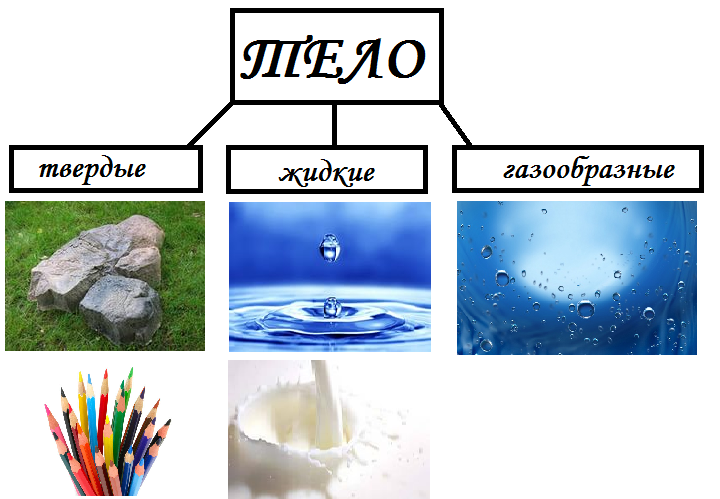 ТЕЛО
твердые
жидкие
газообразные